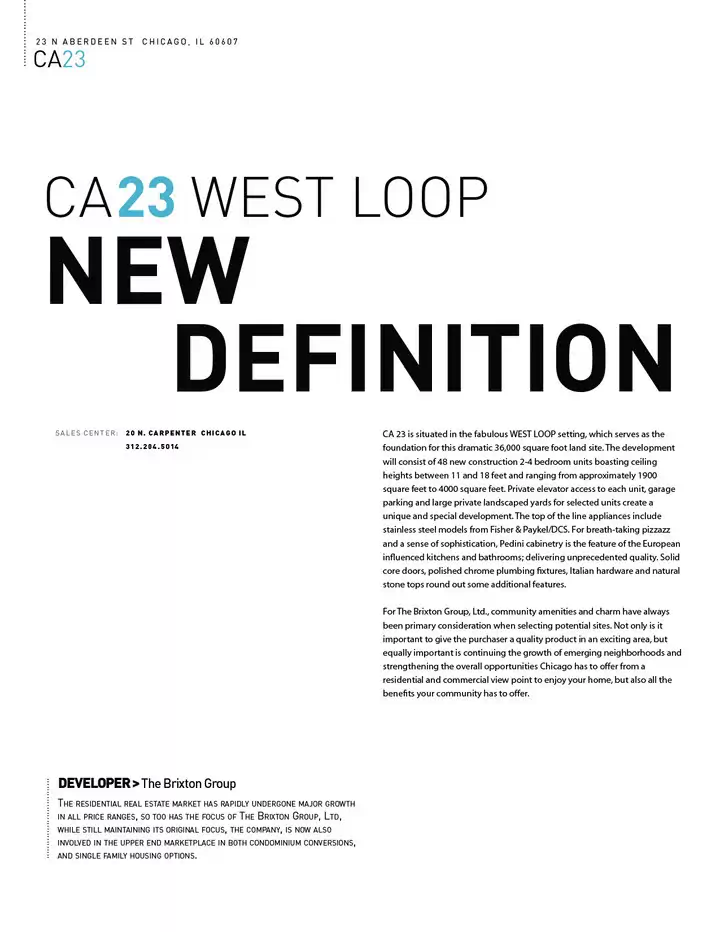 23 N ABERDEEN ST CHICAGO, IL 60607
CA23
CA23 WEST LOOP
NEW
DEFINITION
SALES CENTER: 20 N. CARPENTER CHICAGO IL
312.204.5014
CA 23 is situated in the fabulous WEST LOOP setting, which serves as the
foundation for this dramatic 36,000 square foot land site. The development
will consist of 48 new construction 2-4 bedroom units boasting ceiling
heights between 11 and 18 feet and ranging from approximately 1900
square feet to 4000 square feet. Private elevator access to each unit, garage
parking and large private landscaped yards for selected units create a
unique and special development. The top of the line appliances include
stainless steel models from Fisher & Paykel/DCS. For breath-taking pizzazz
and a sense of sophistication, Pedini cabinetry is the feature of the European
influenced kitchens and bathrooms; delivering unprecedented quality. Solid
core doors, polished chrome plumbing fixtures, Italian hardware and natural
stone tops round out some additional features.
For The Brixton Group, Ltd., community amenities and charm have always
been primary consideration when selecting potential sites. Not only is it
important to give the purchaser a quality product in an exciting area, but
equally important is continuing the growth of emerging neighborhoods and
strengthening the overall opportunities Chicago has to offer from a
residential and commercial view point to enjoy your home, but also all the
benefits your community has to offer.
DEVELOPER > The Brixton Group
The residential real estate market has rapidly undergone major growth
in all price ranges, so too has the focus of The Brixton Group, Ltd,
while still maintaining its original focus, the company, is now also
involved in the upper end marketplace in both condominium conversions,
and single family housing options.